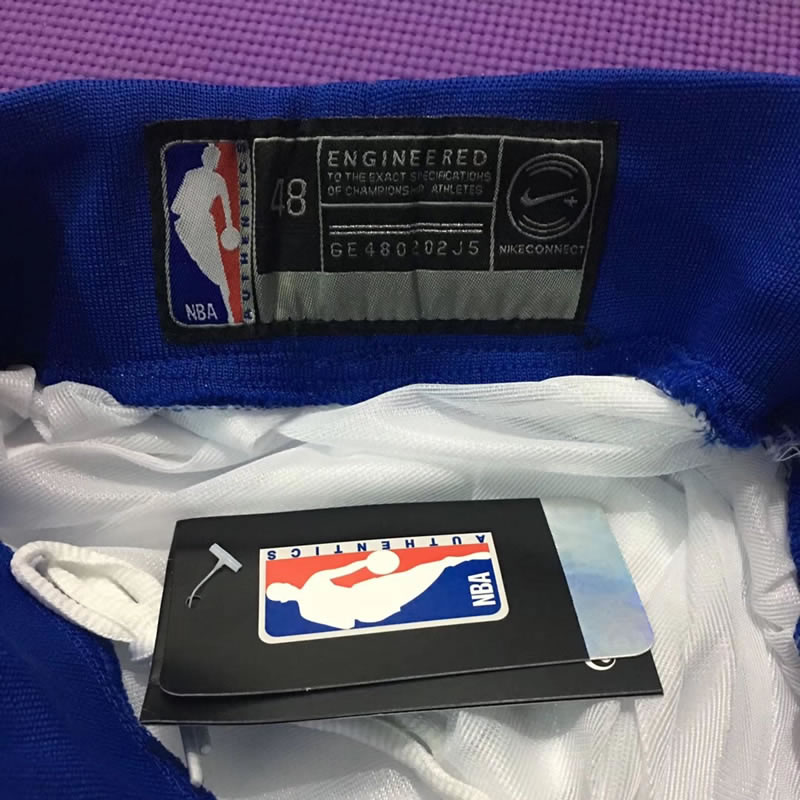 NBA
AUTHENTICS
48
ENGINEERED
TO THE EXACT SPECIFICATIONS
OF CHAMPIONSHIP ATHLETES
GE480202J5
NIKECONNECT
AUTHENTICS
NBA